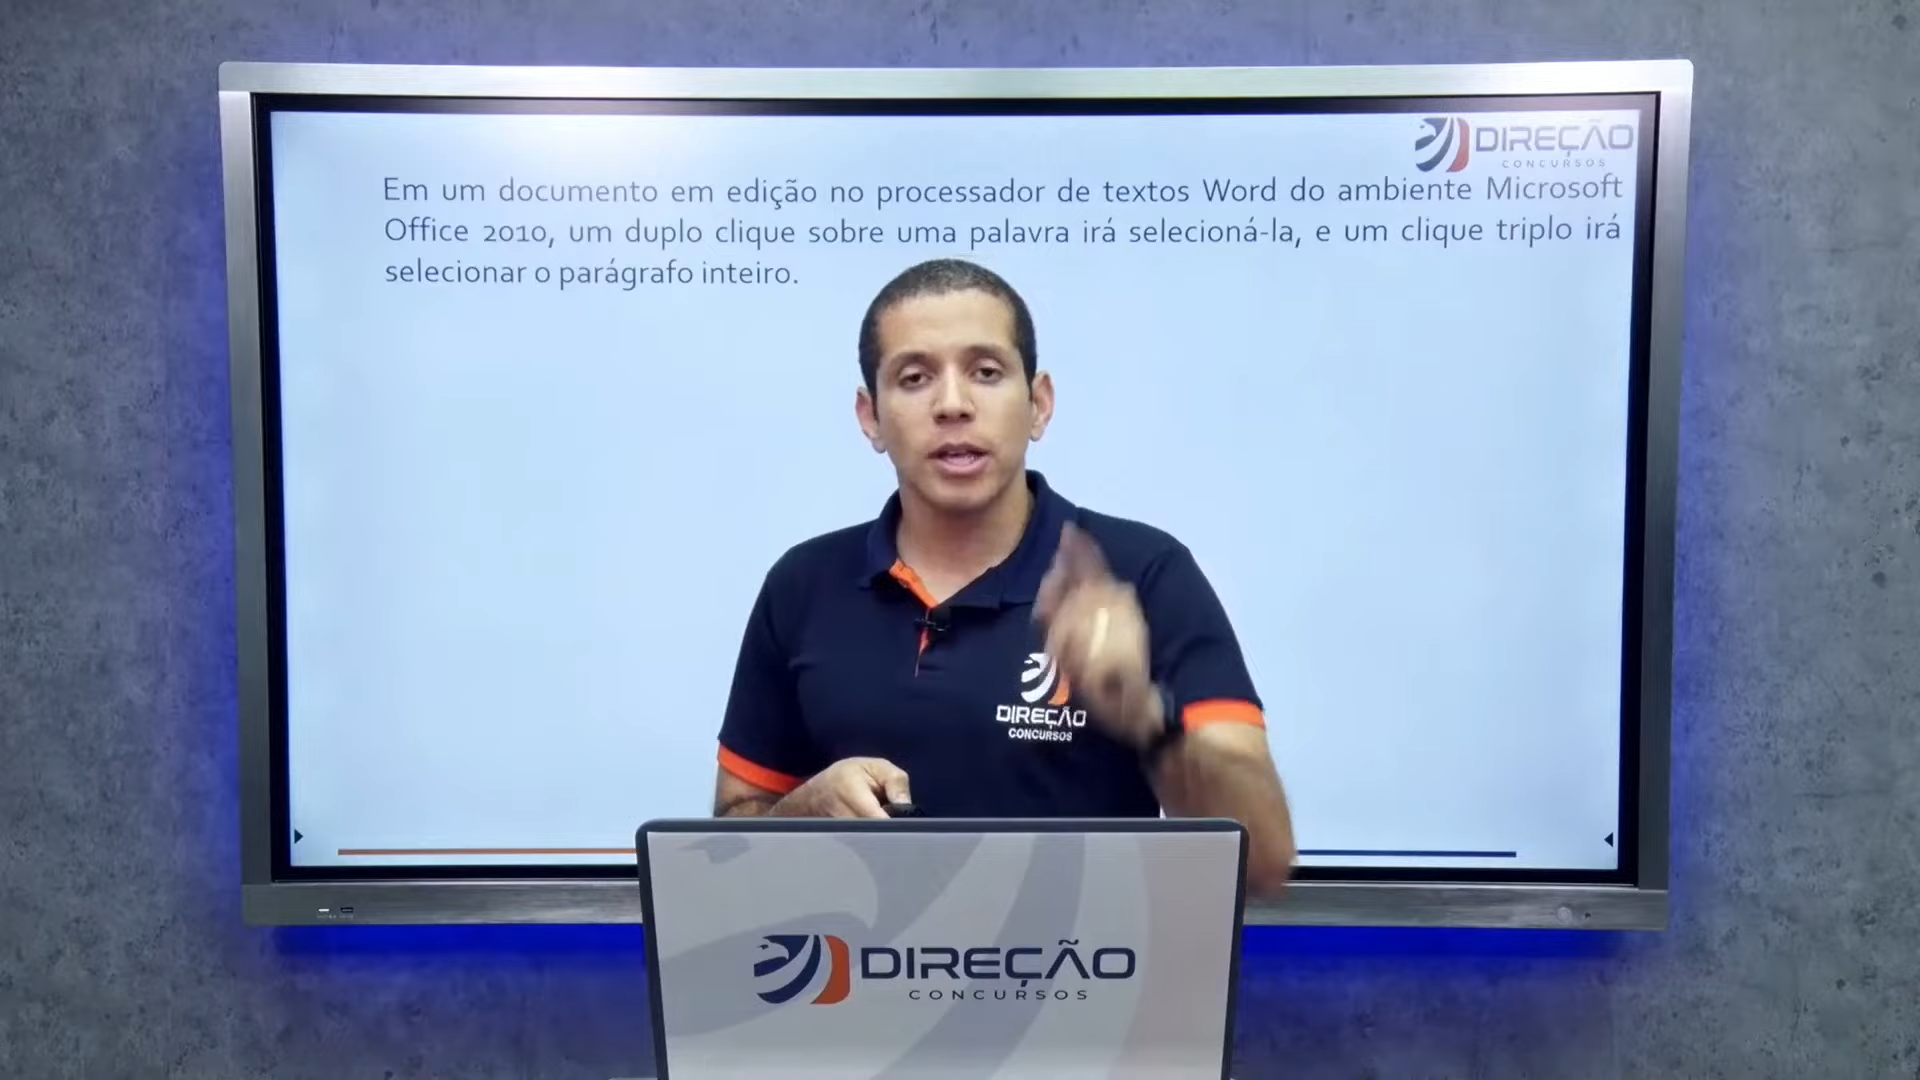 DIREÇÃO
CONCURSOS
Em um documento em edição no processador de textos Word do ambiente Microsoft
Office 2010, um duplo clique sobre uma palavra irá selecioná-la, e um clique triplo irá
selecionar o parágrafo inteiro.
DIREÇÃO
CONCURSOS
DIREÇÃO
CONCURSOS